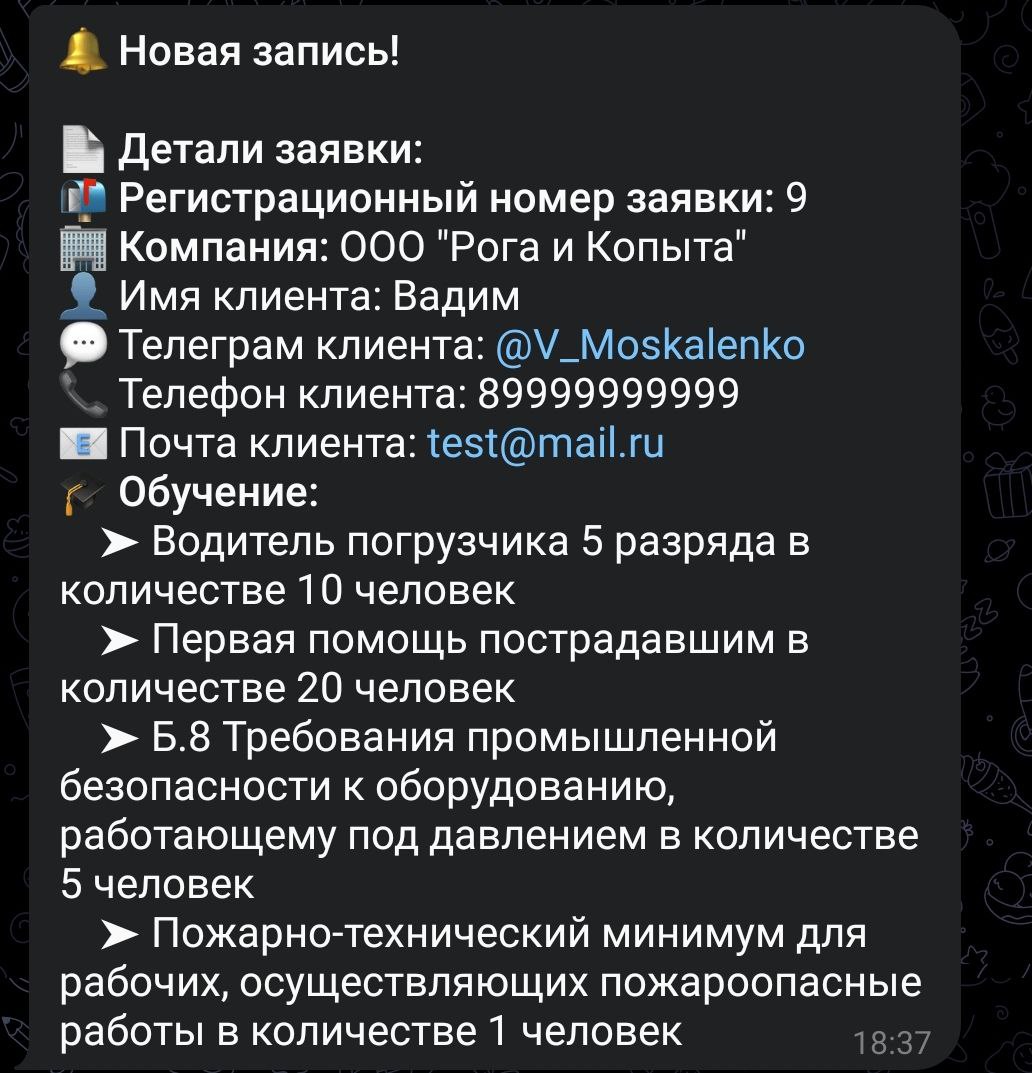 🔔 Новая запись!
📄 Детали заявки:
📬 Регистрационный номер заявки: 9
🏢 Компания: ООО "Рога и Копыта"
👤 Имя клиента: Вадим
💬 Телеграм клиента: @V_Moskalenko
📞 Телефон клиента: 89999999999
📧 Почта клиента: test@mail.ru
🎓 Обучение:
➤ Водитель погрузчика 5 разряда в
количестве 10 человек
➤ Первая помощь пострадавшим в
количестве 20 человек
➤ Б.8 Требования промышленной
безопасности к оборудованию,
работающему под давлением в количестве
5 человек
➤ Пожарно-технический минимум для
рабочих, осуществляющих пожароопасные
работы в количестве 1 человек
18:37